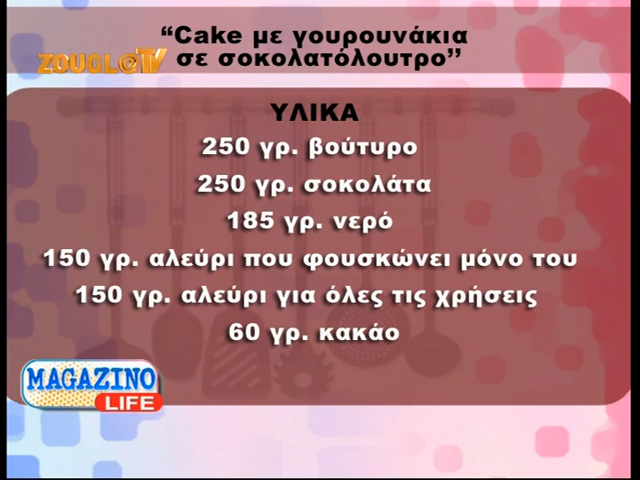 “Cake με γουρουνάκια
ZOUGL@TV
σε σοκολατόλουτρο’’
ΥΛΙΚΑ
250 γρ. βούτυρο
250 γρ. σοκολάτα
185 γρ. νερό
150 γρ. αλεύρι που φουσκώνει μόνο του
150 γρ. αλεύρι για όλες τις χρήσεις
60 γρ. κακάο
MAGAZINO
LIFE